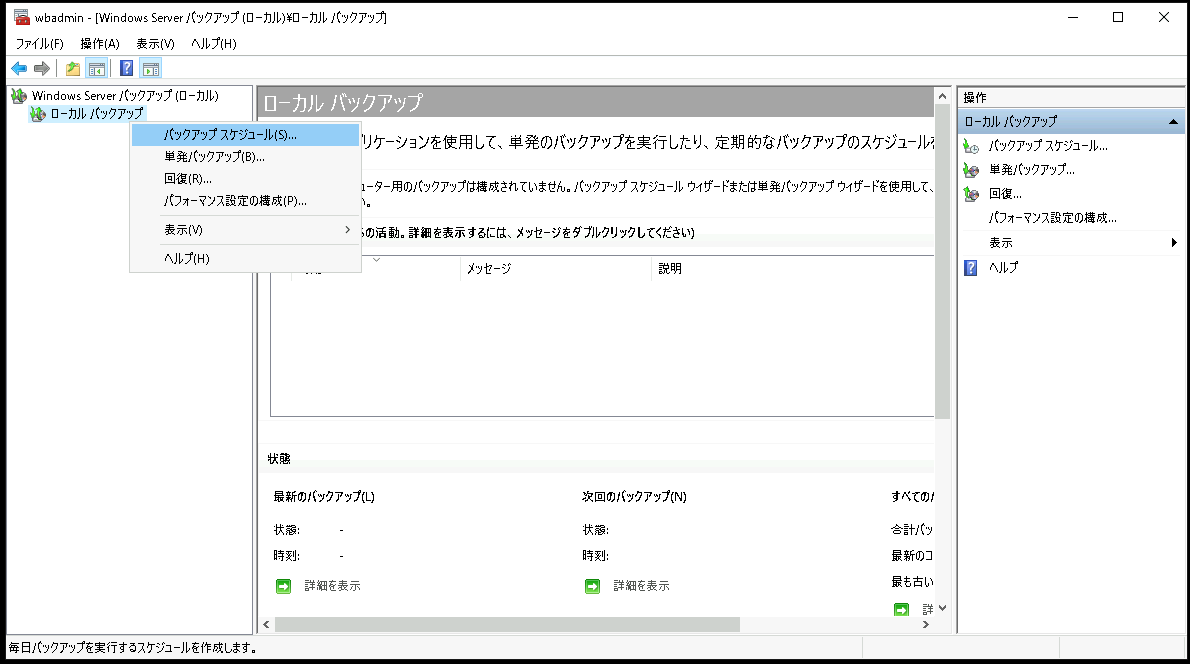 wbadmin - [Windows Server バックアップ (ローカル)¥ローカル バックアップ]
ファイル(F) 操作(A) 表示(V) ヘルプ(H)
Windows Server バックアップ (ローカル)
ローカル バックアップ
バックアップ スケジュール(S)...
単発バックアップ(B)...
回復(R)...
パフォーマンス設定の構成(P)...
表示(V)
ヘルプ(H)
ローカル バックアップ
リケーションを使用して、単発のバックアップを実行したり、定期的なバックアップのスケジュールを
ューター用のバックアップは構成されていません。バックアップ スケジュール ウィザードまたは単発バックアップ ウィザードを使用して、
い。
の活動。詳細を表示するには、メッセージをダブルクリックしてください)
メッセージ 説明
状態
最新のバックアップ(L) 次回のバックアップ(N) すべての
状態: - 状態: 合計バッ
時刻: - 時刻: 最新のコ
最も古い
詳細を表示 詳細を表示
詳
操作
ローカル バックアップ
バックアップ スケジュール...
単発バックアップ...
回復...
パフォーマンス設定の構成...
表示
ヘルプ
毎日バックアップを実行するスケジュールを作成します。